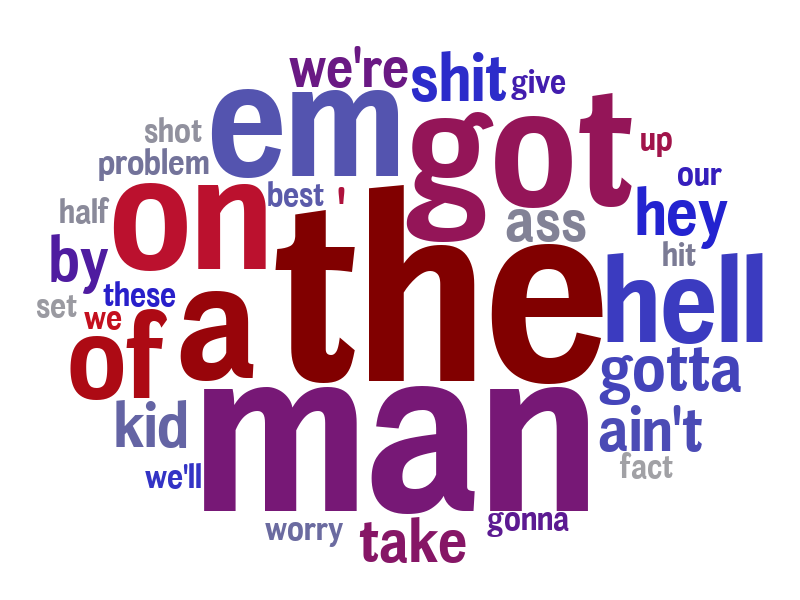 we're shit give
em got
shot up
problem our
on best '
half ass hey
by the hit
these hell
set we a
of gotta
man
kid ain't
we'll fact
worry take gonna